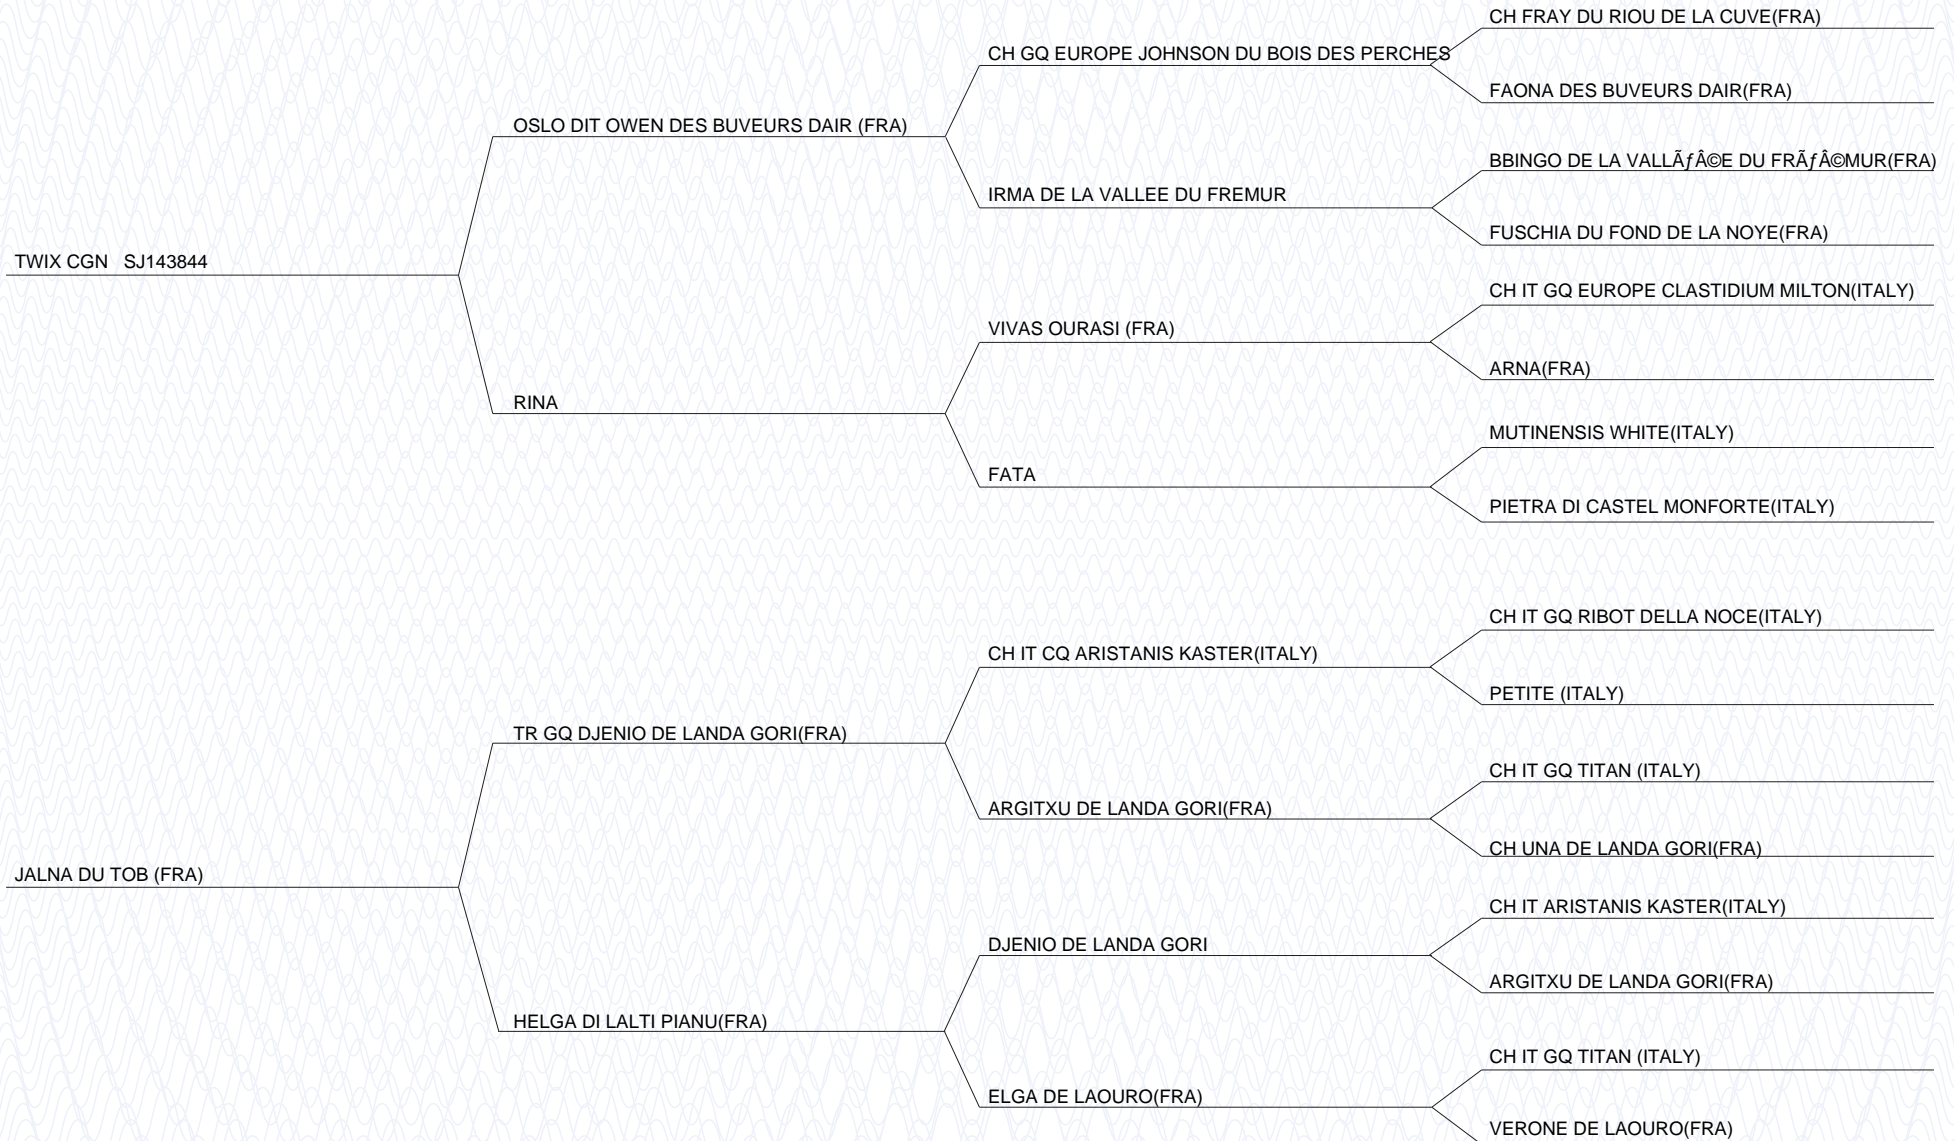 CH FRAY DU RIOU DE LA CUVE(FRA)
CH GQ EUROPE JOHNSON DU BOIS DES PERCHES
FAONA DES BUVEURS DAIR(FRA)
OSLO DIT OWEN DES BUVEURS DAIR (FRA)
BBINGO DE LA VALLÃƒÂ©E DU FRÃƒÂ©MUR(FRA)
IRMA DE LA VALLEE DU FREMUR
FUSCHIA DU FOND DE LA NOYE(FRA)
TWIX CGN   SJ143844
CH IT GQ EUROPE CLASTIDIUM MILTON(ITALY)
VIVAS OURASI (FRA)
ARNA(FRA)
RINA
MUTINENSIS WHITE(ITALY)
FATA
PIETRA DI CASTEL MONFORTE(ITALY)
CH IT GQ RIBOT DELLA NOCE(ITALY)
CH IT CQ ARISTANIS KASTER(ITALY)
PETITE (ITALY)
TR GQ DJENIO DE LANDA GORI(FRA)
CH IT GQ TITAN (ITALY)
ARGITXU DE LANDA GORI(FRA)
CH UNA DE LANDA GORI(FRA)
JALNA DU TOB (FRA)
CH IT ARISTANIS KASTER(ITALY)
DJENIO DE LANDA GORI
ARGITXU DE LANDA GORI(FRA)
HELGA DI LALTI PIANU(FRA)
CH IT GQ TITAN (ITALY)
ELGA DE LAOURO(FRA)
VERONE DE LAOURO(FRA)